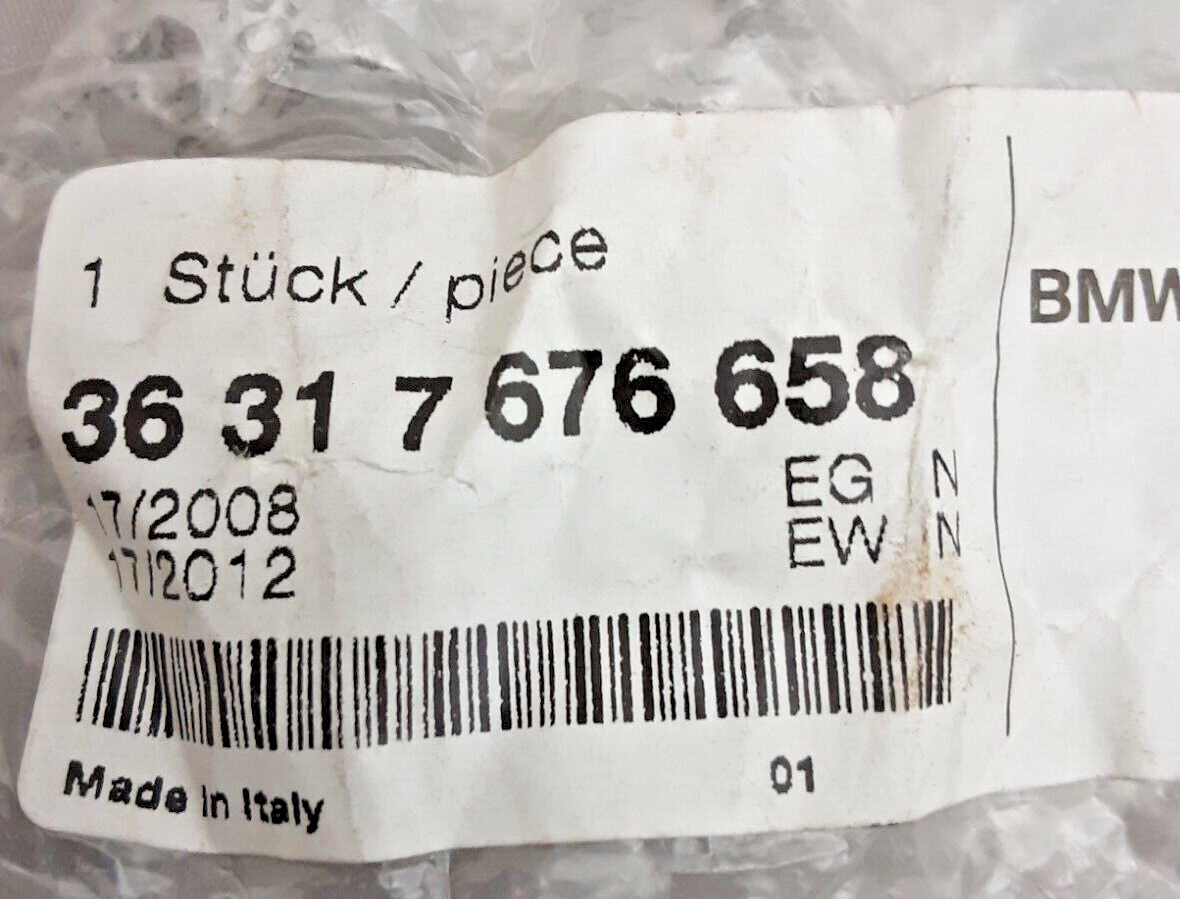 1 Stück / piece
36 31 7 676 658
17/2008 EG N
17/2012 EW N
Made in Italy 01
BMW